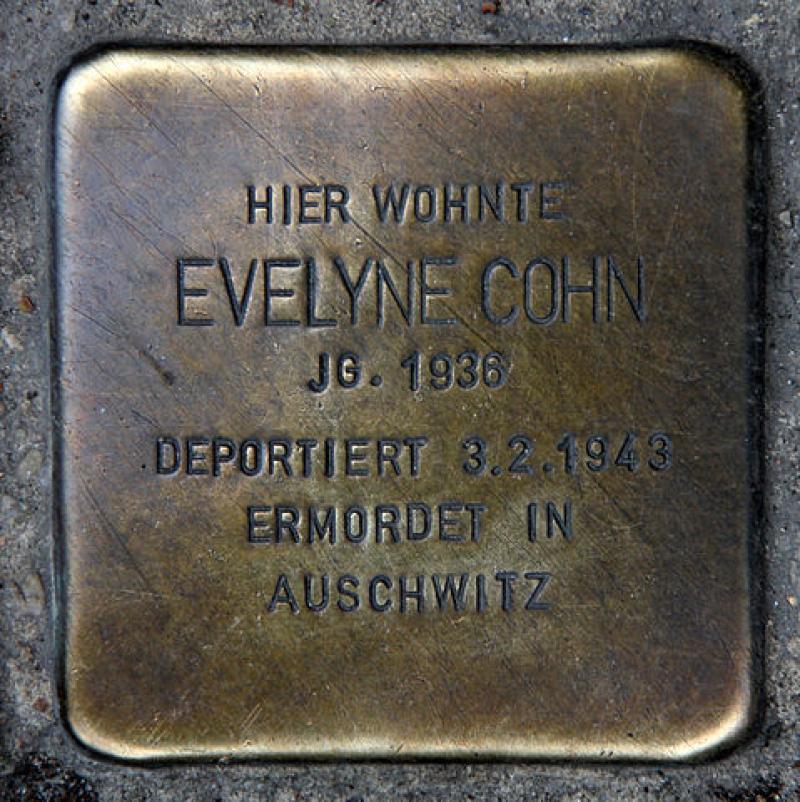 HIER WOHNTE
EVELYNE COHN
JG. 1936
DEPORTIERT 3.2.1943
ERMORDET IN
AUSCHWITZ